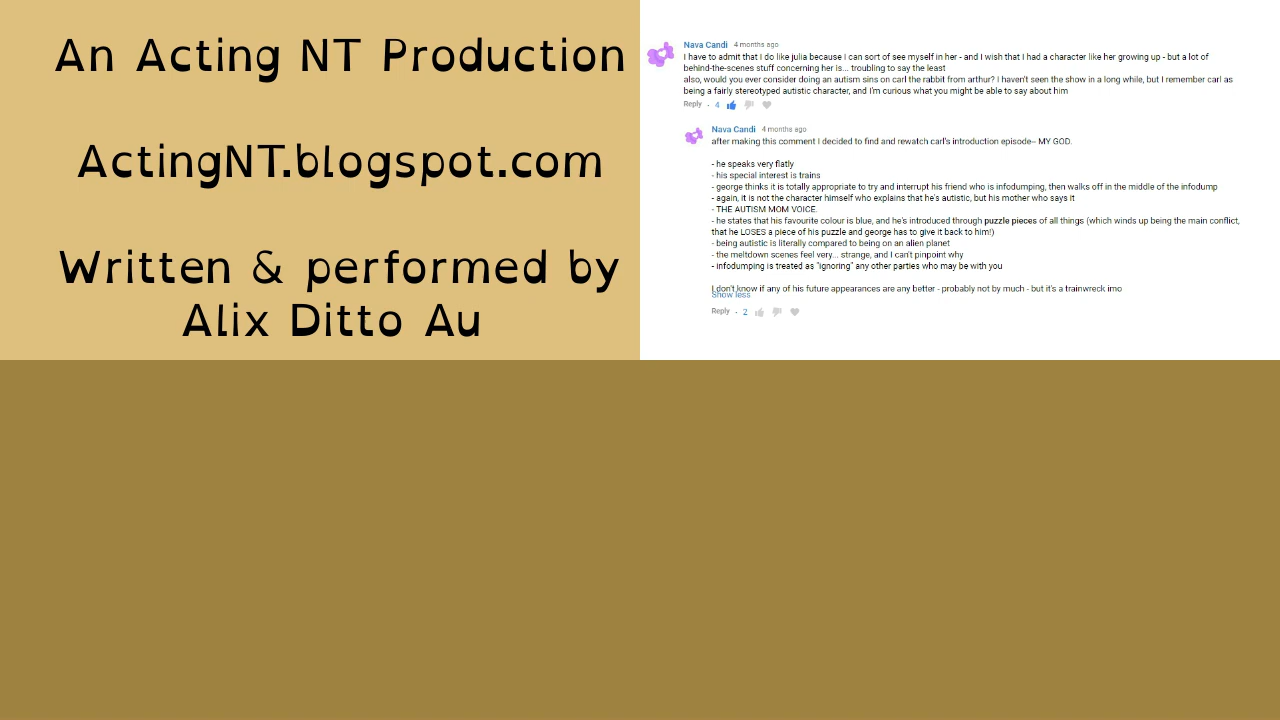 An Acting NT Production
ActingNT.blogspot.com
Written & performed by
Alix Ditto Au
Nava Candi 4 months ago
I have to admit that I do like julia because I can sort of see myself in her - and I wish that I had a character like her growing up - but a lot of
behind-the-scenes stuff concerning her is... troubling to say the least
also, would you ever consider doing an autism sins on carl the rabbit from arthur? I haven't seen the show in a long while, but I remember carl as
being a fairly stereotyped autistic character, and I'm curious what you might be able to say about him
Reply · 4
Nava Candi 4 months ago
after making this comment I decided to find and rewatch carl's introduction episode-- MY GOD.
- he speaks very flatly
- his special interest is trains
- george thinks it is totally appropriate to try and interrupt his friend who is infodumping, then walks off in the middle of the infodump
- again, it is not the character himself who explains that he's autistic, but his mother who says it
- THE AUTISM MOM VOICE.
- he states that his favourite colour is blue, and he's introduced through puzzle pieces of all things (which winds up being the main conflict,
that he LOSES a piece of his puzzle and george has to give it back to him!)
- being autistic is literally compared to being on an alien planet
- the meltdown scenes feel very... strange, and I can't pinpoint why
- infodumping is treated as "ignoring" any other parties who may be with you
I don't know if any of his future appearances are any better - probably not by much - but it's a trainwreck imo
Show less
Reply · 2